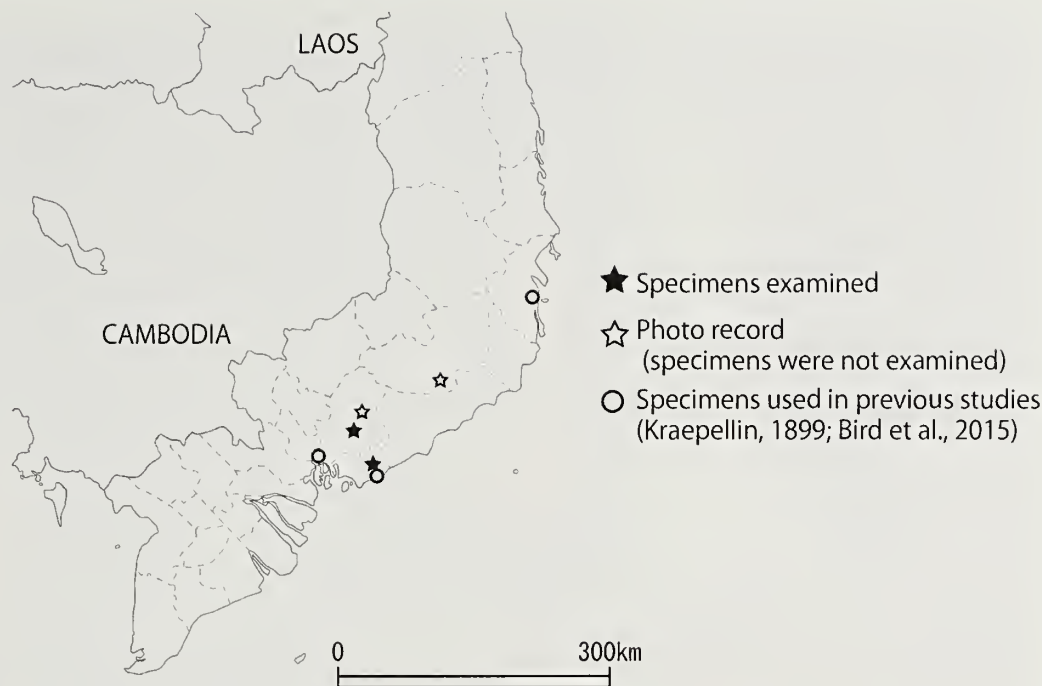 LAOS
CAMBODIA
Specimens examined
Photo record
(specimens were not examined)
Specimens used in previous studies
(Kraepellin, 1899; Bird et al., 2015)
0
300km